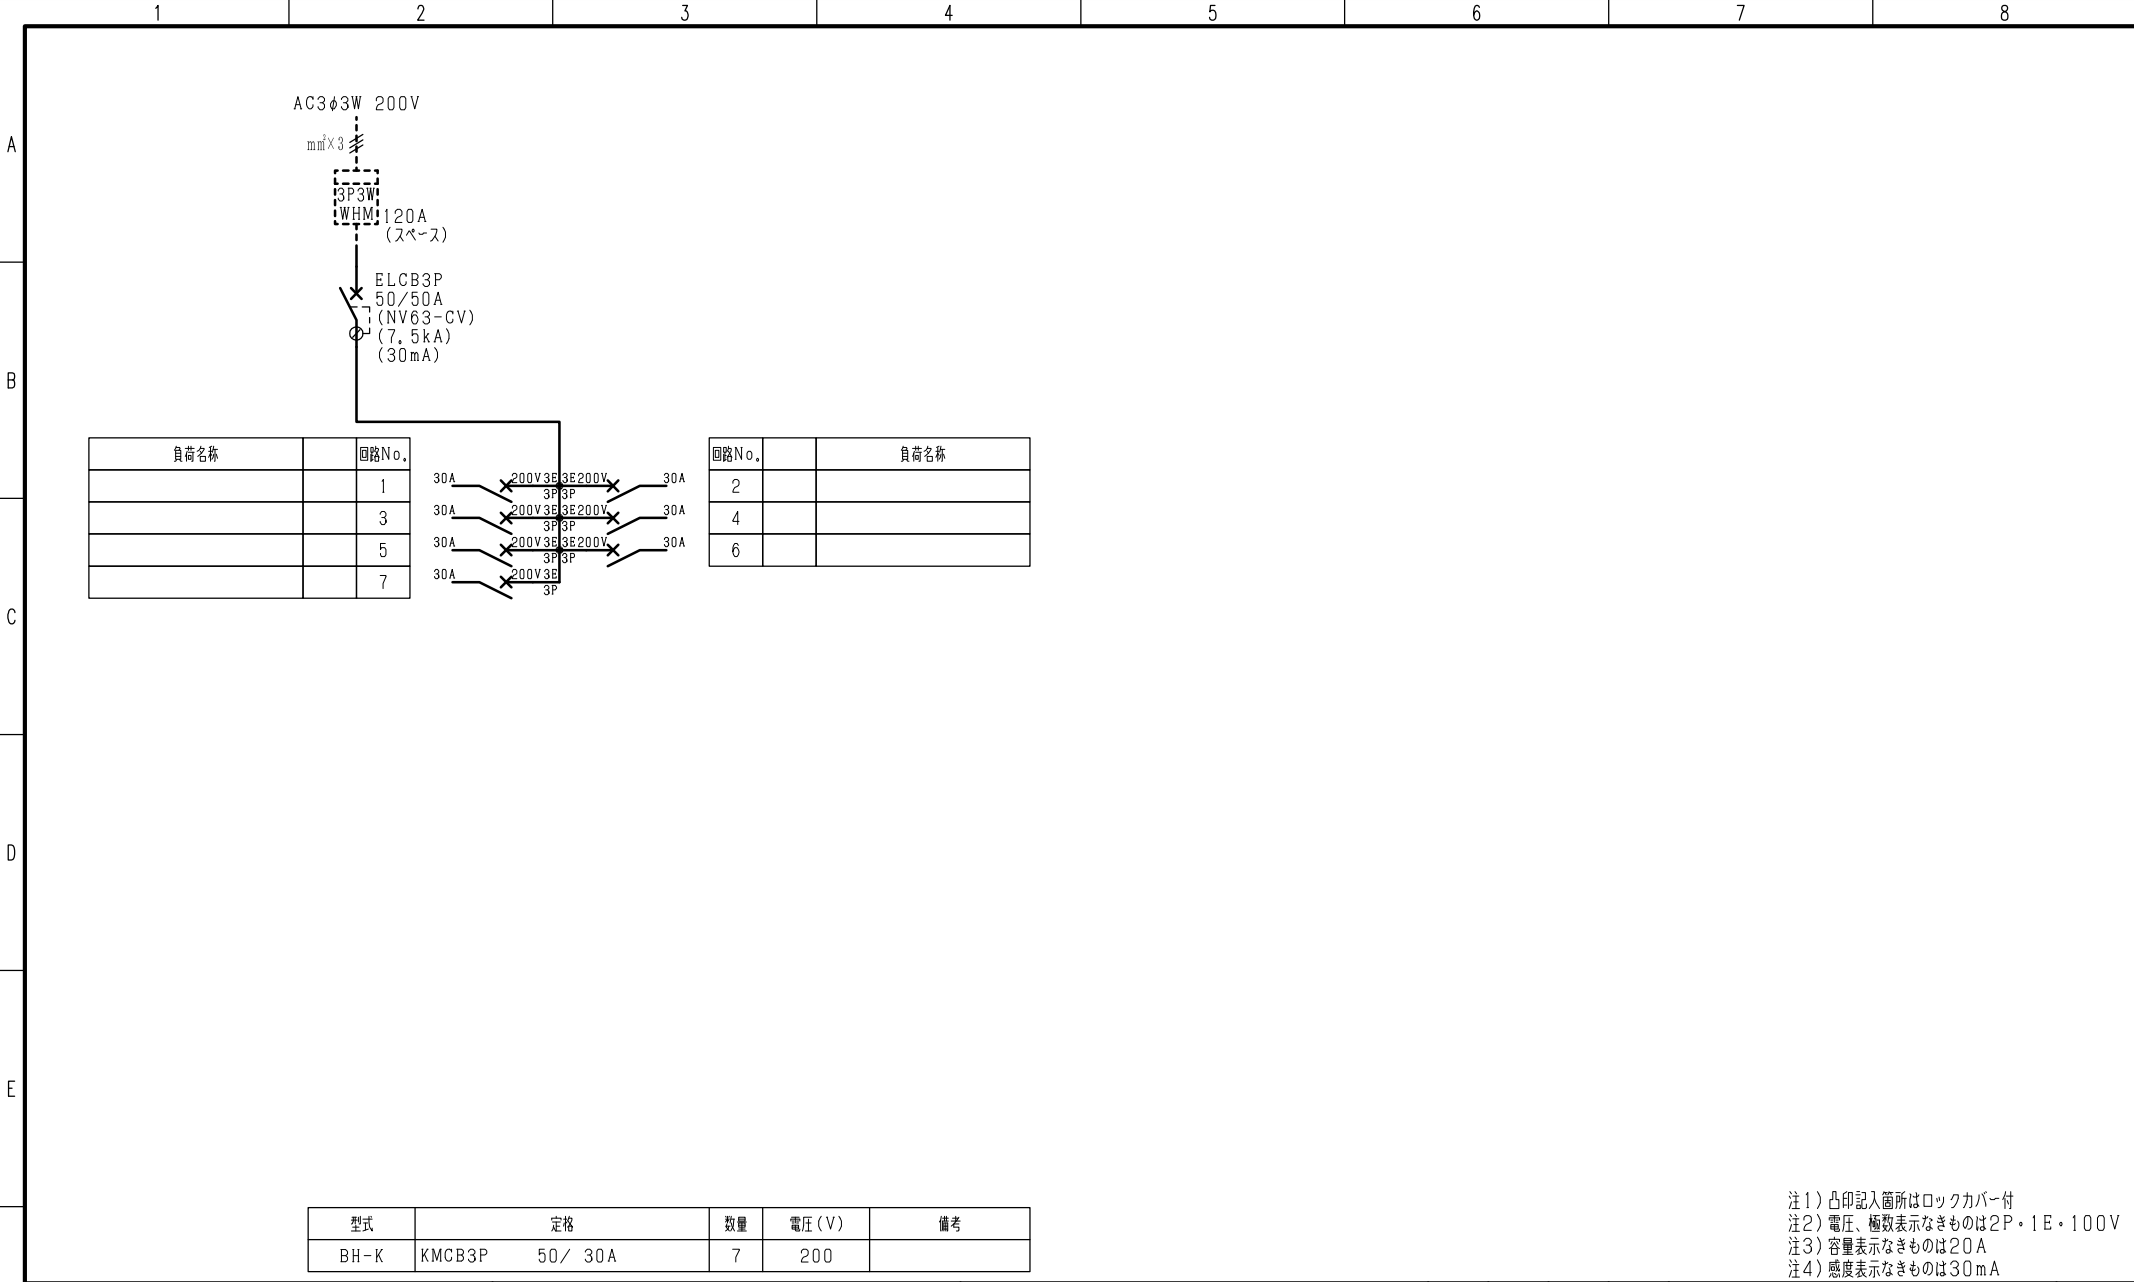 1 2 3 4 5 6 7 8
A
B
C
D
E
AC3φ3W 200V
mm²×3
3P3W
WHM
120A
(スペース)
ELCB3P
50/50A
(NV63-CV)
(7.5kA)
(30mA)
負荷名称 回路No.
1
3
5
7
30A 200V 3E 3E 200V 30A
3P 3P
30A 200V 3E 3E 200V 30A
3P 3P
30A 200V 3E 3E 200V 30A
3P 3P
30A 200V 3E
3P
回路No. 負荷名称
2
4
6
型式 定格 数量 電圧(V) 備考
BH-K KMCB3P 50/ 30A 7 200
注1)凸印記入箇所はロックカバー付
注2)電圧、極数表示なきものは2P・1E・100V
注3)容量表示なきものは20A
注4)感度表示なきものは30mA